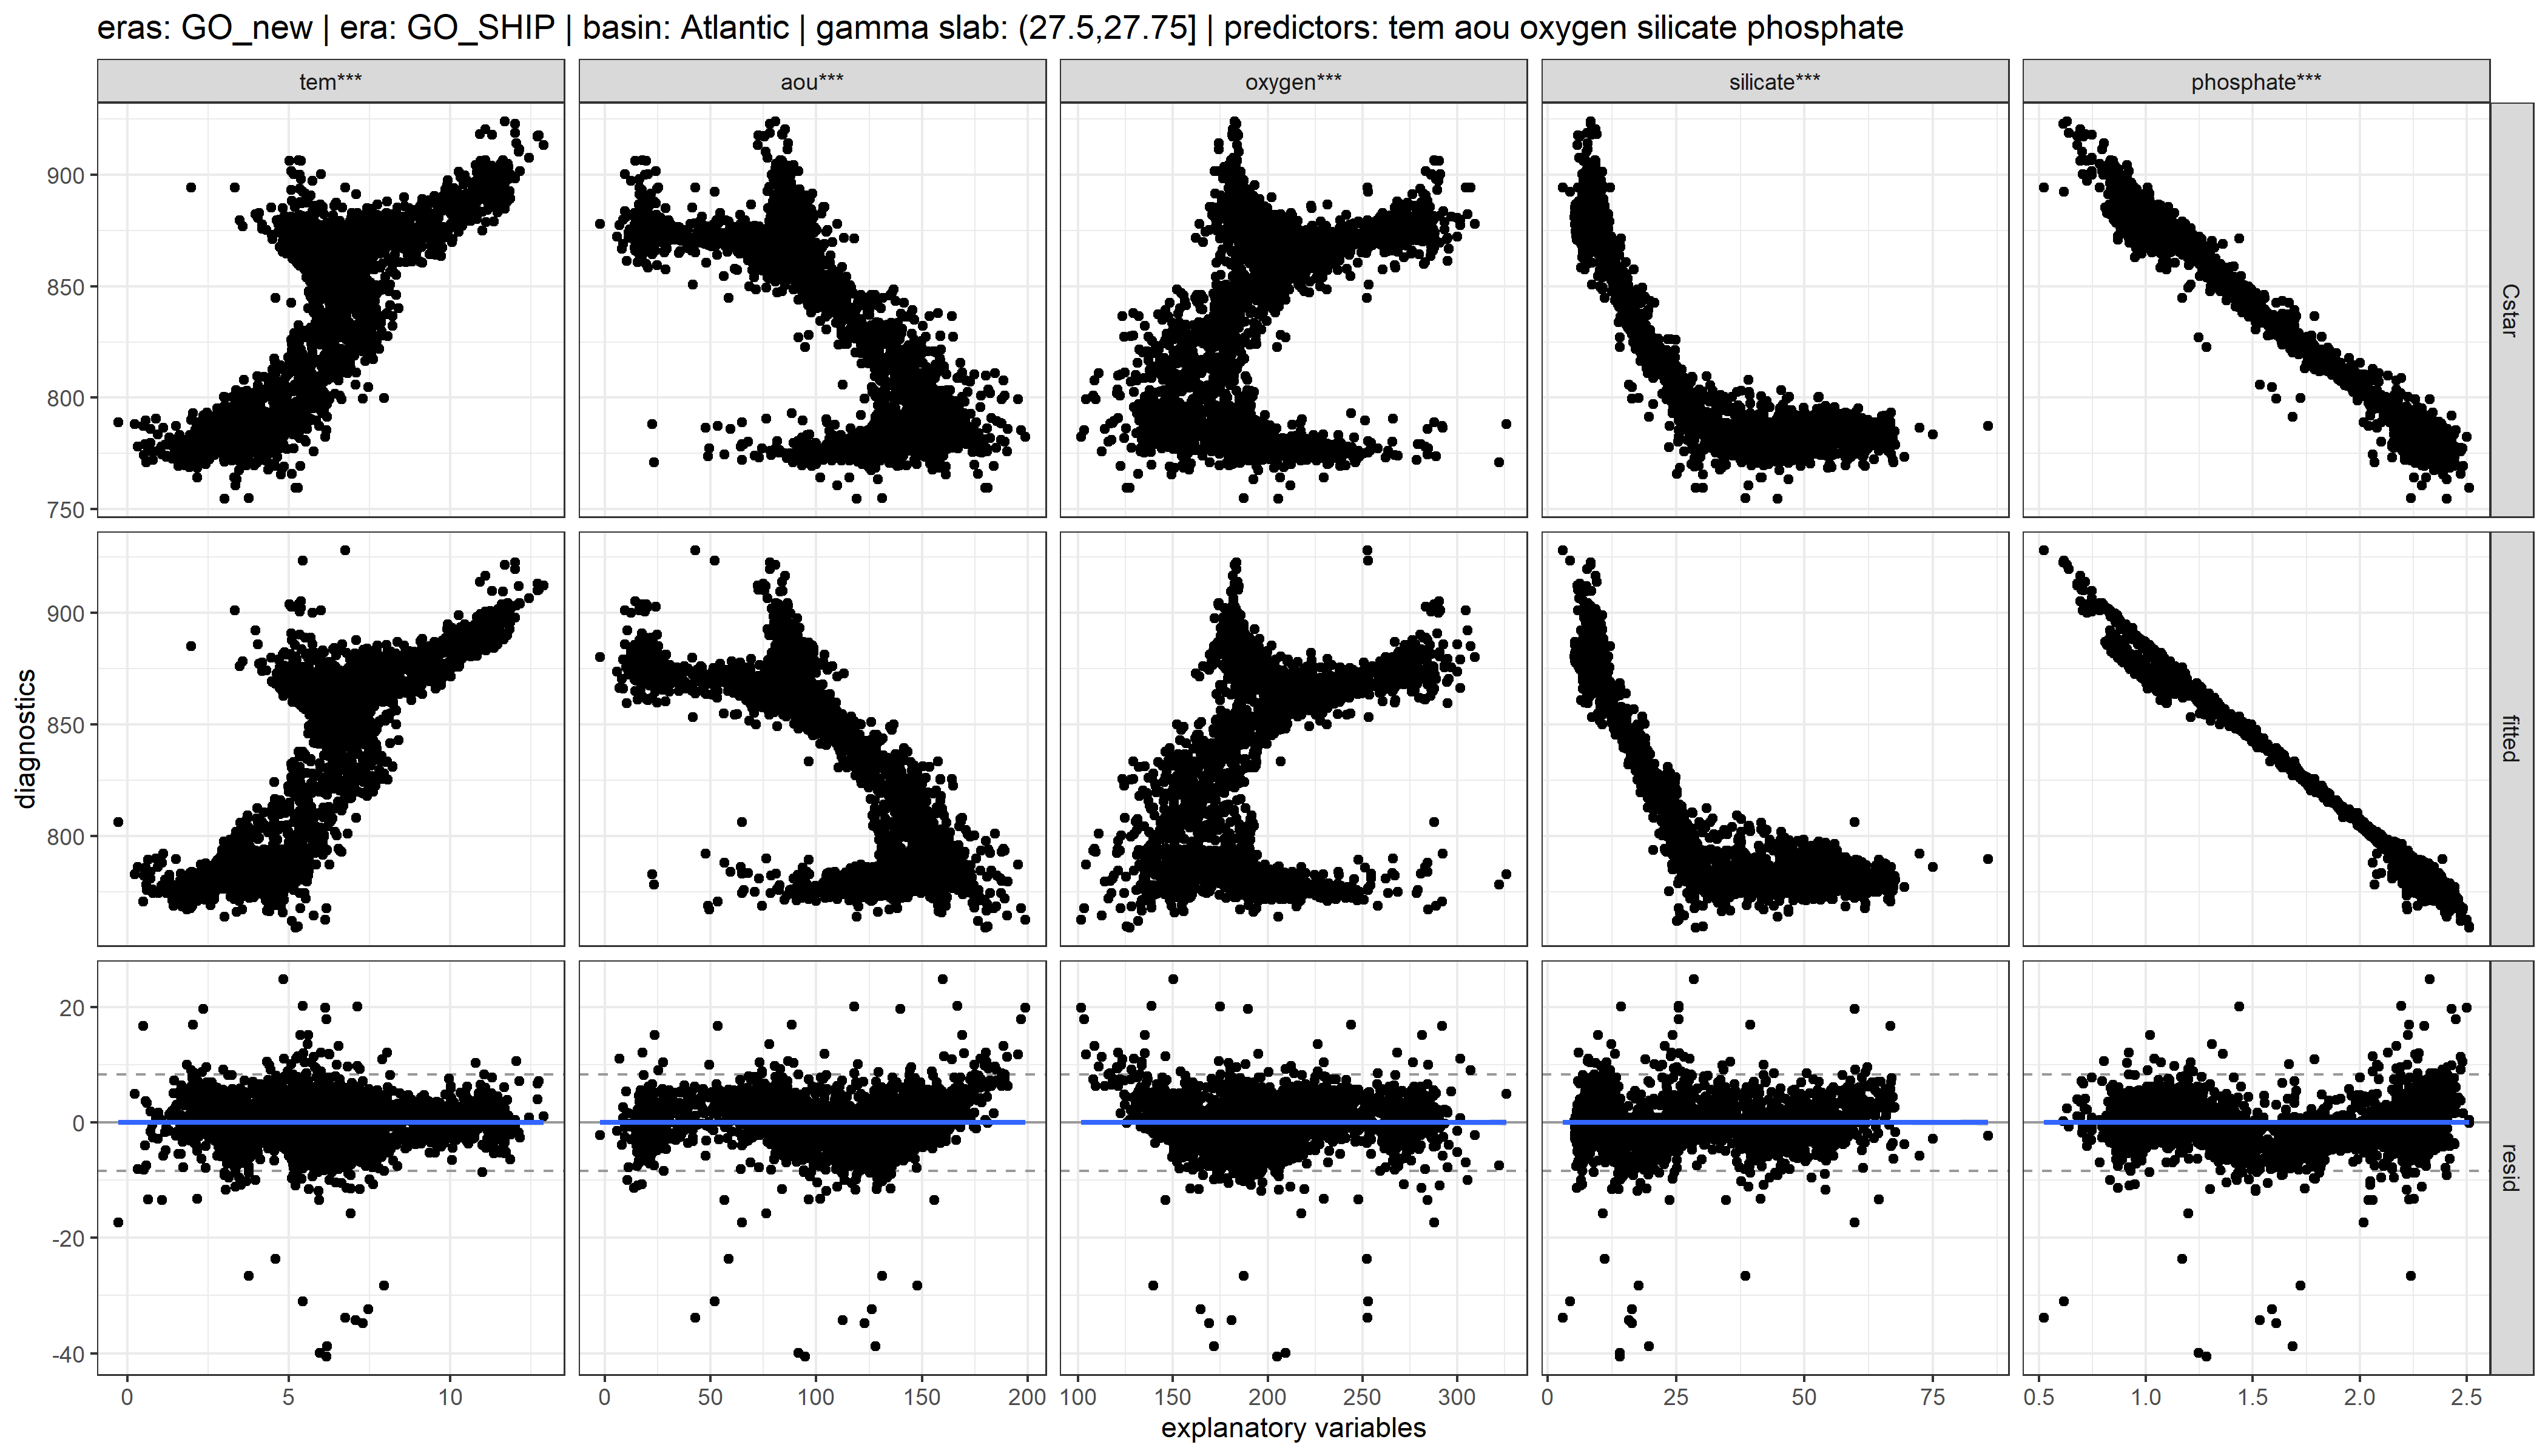 eras: GO_new | era: GO_SHIP | basin: Atlantic | gamma slab: (27.5,27.75] | predictors: tem aou oxygen silicate phosphate
tem*** aou*** oxygen*** silicate*** phosphate***
900
850
800
750
Cstar
900
850
800
fitted
diagnostics
20
0
-20
-40
resid
0 5 10 0 50 100 150 200 100 150 200 250 300 0 25 50 75 0.5 1.0 1.5 2.0 2.5
explanatory variables